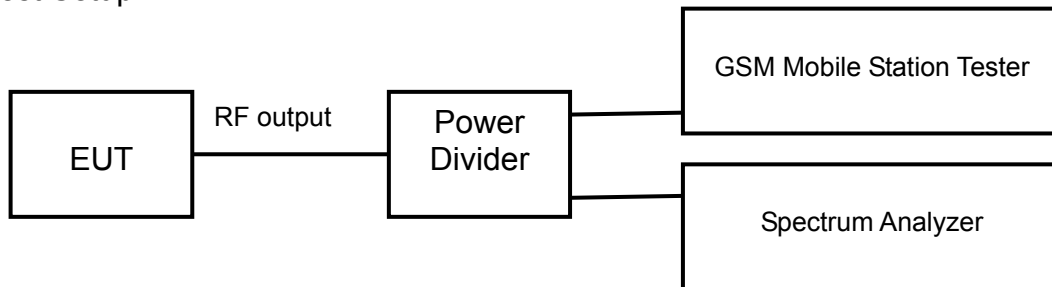 GSM Mobile Station Tester
RF output
EUT
Power
Divider
Spectrum Analyzer